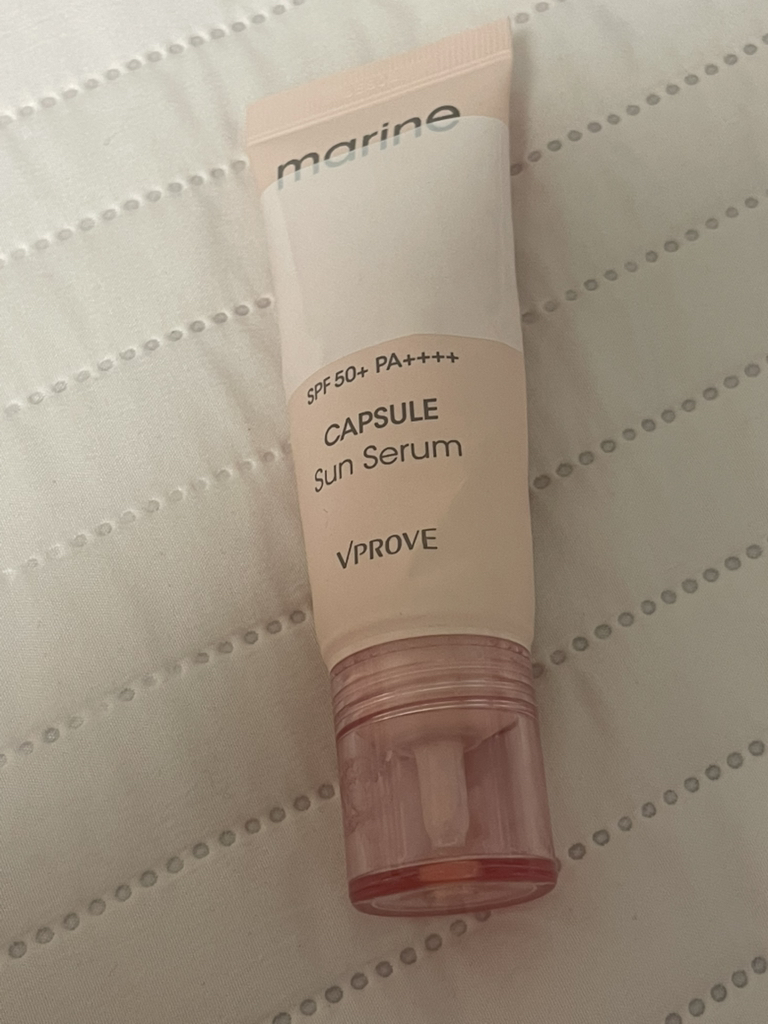 marine
SPF 50+ PA++++
CAPSULE
Sun Serum
VPROVE